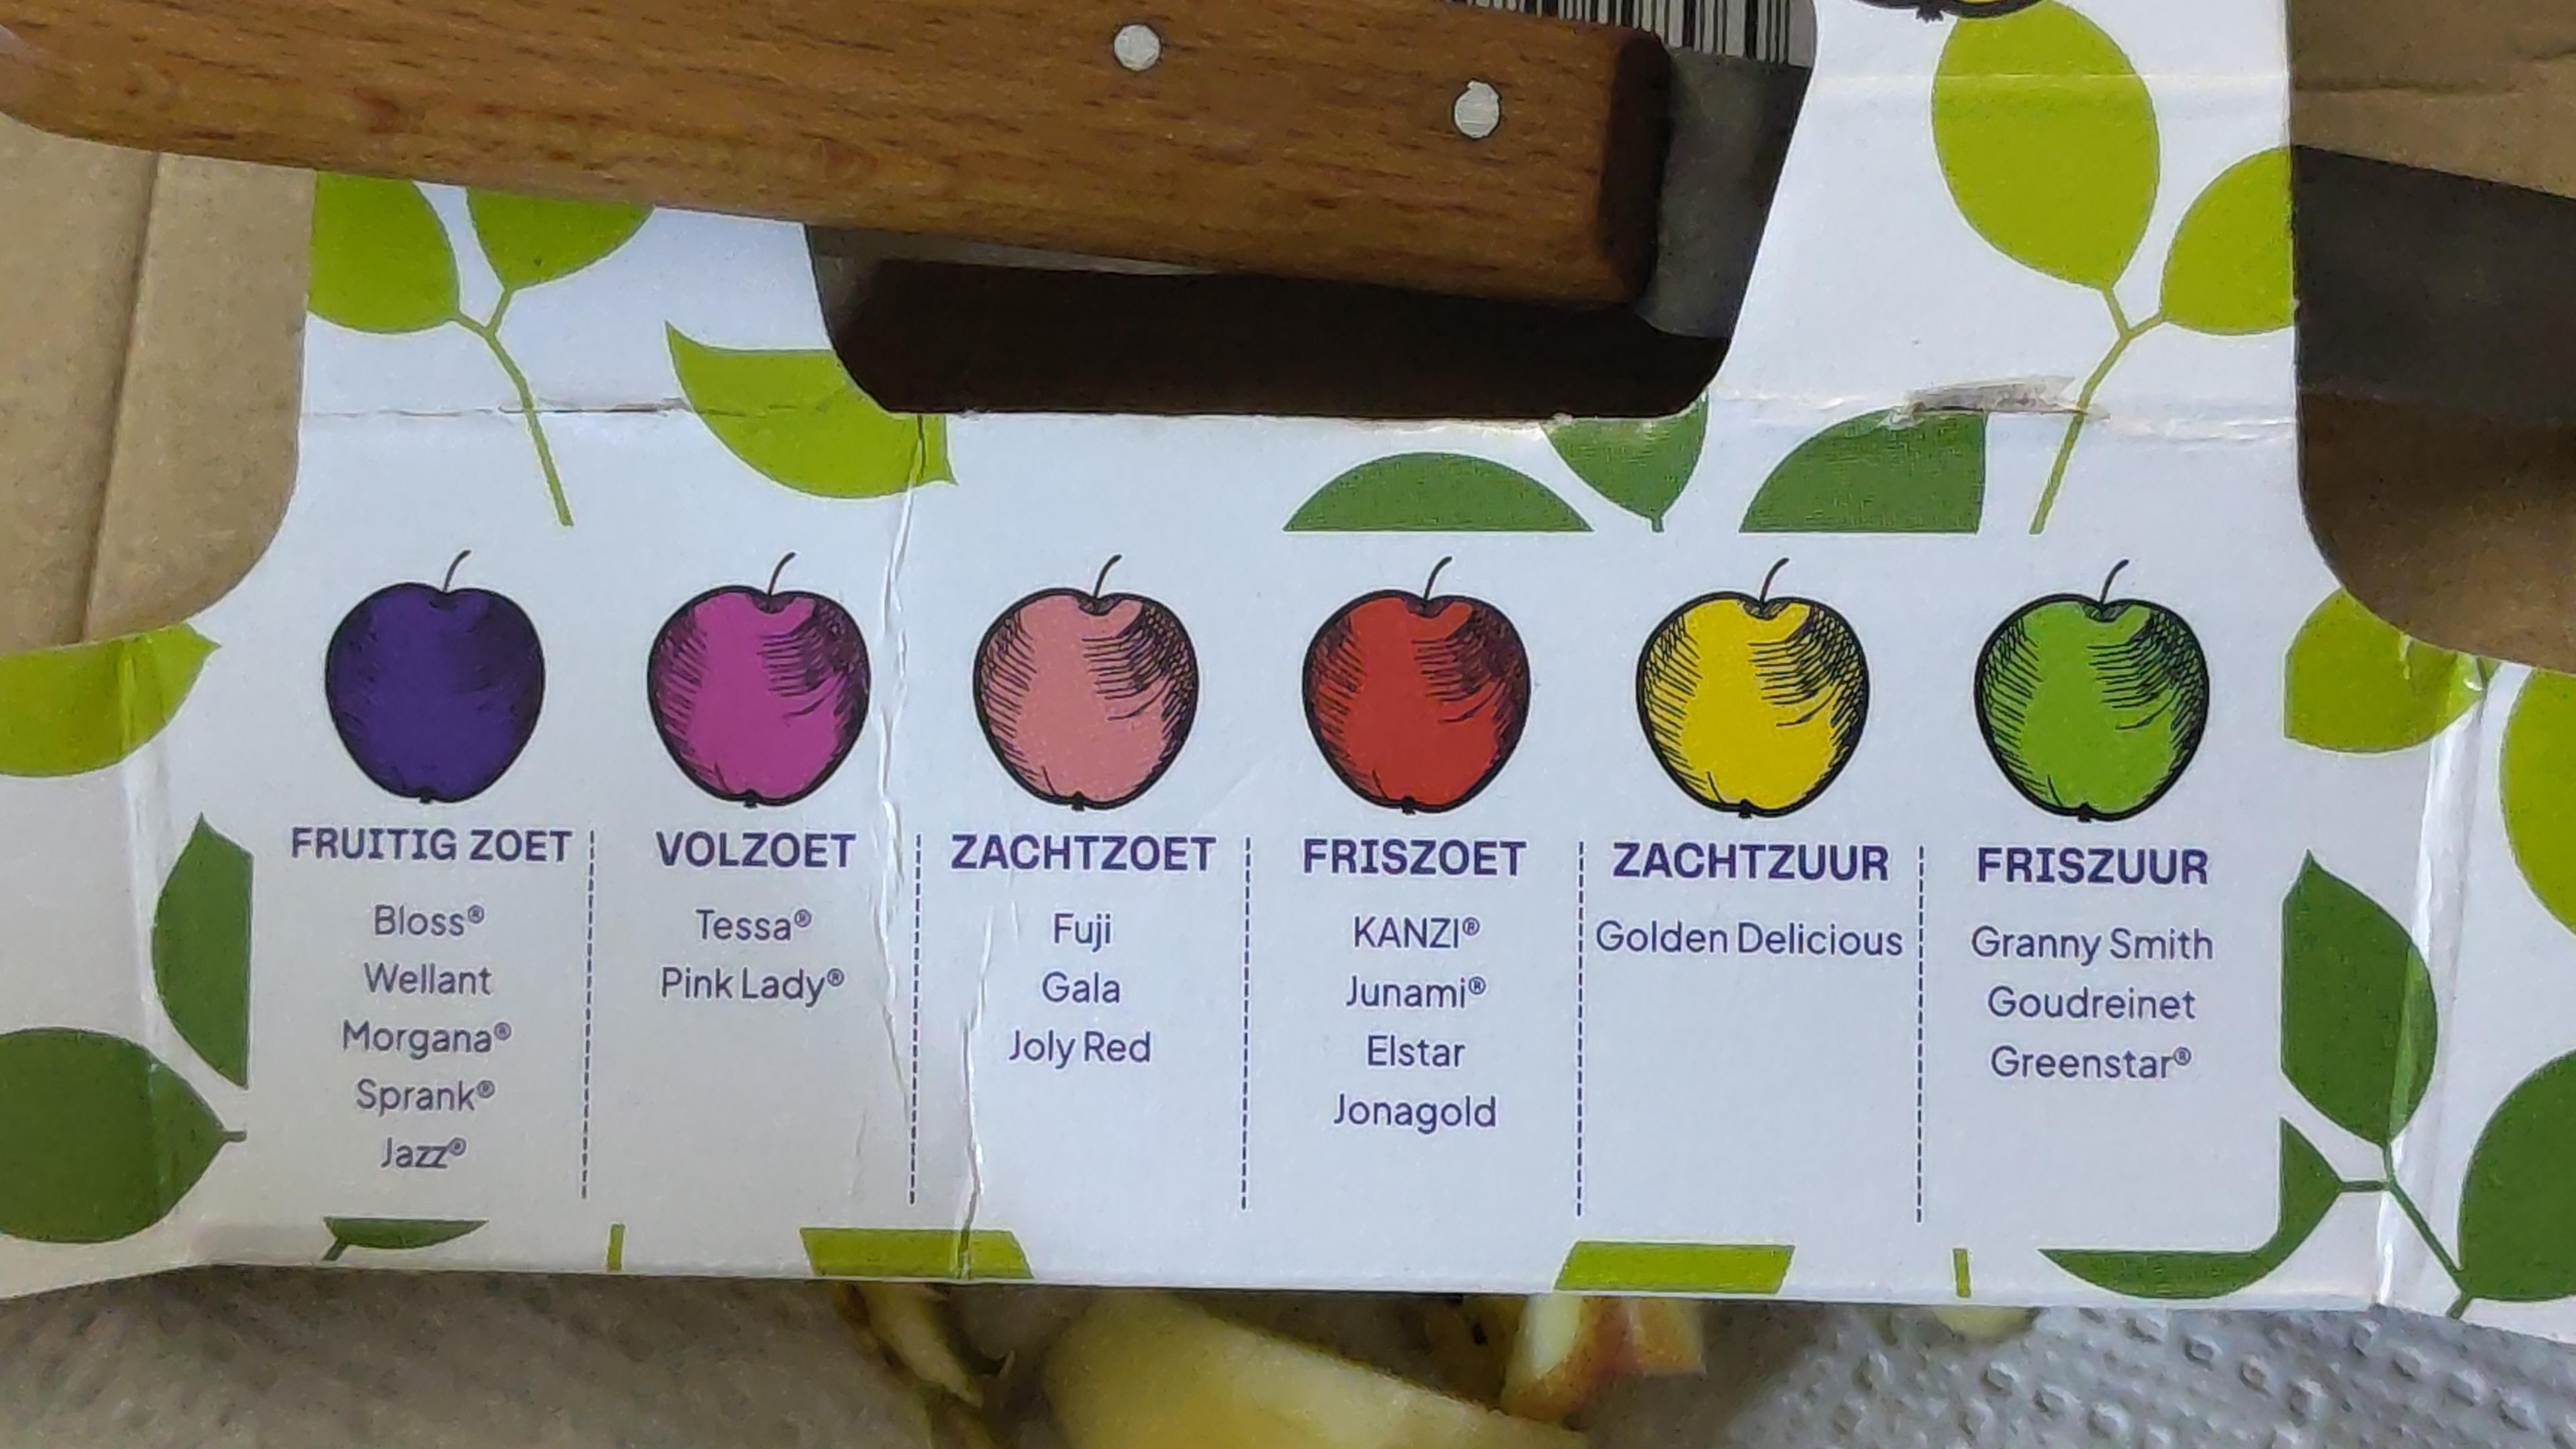 FRUITIG ZOET
Bloss®
Wellant
Morgana®
Sprank®
Jazz®
VOLZOET
Tessa®
Pink Lady®
ZACHTZOET
Fuji
Gala
Joly Red
FRISZOET
KANZI®
Junami®
Elstar
Jonagold
ZACHTZUUR
Golden Delicious
FRISZUUR
Granny Smith
Goudreinet
Greenstar®